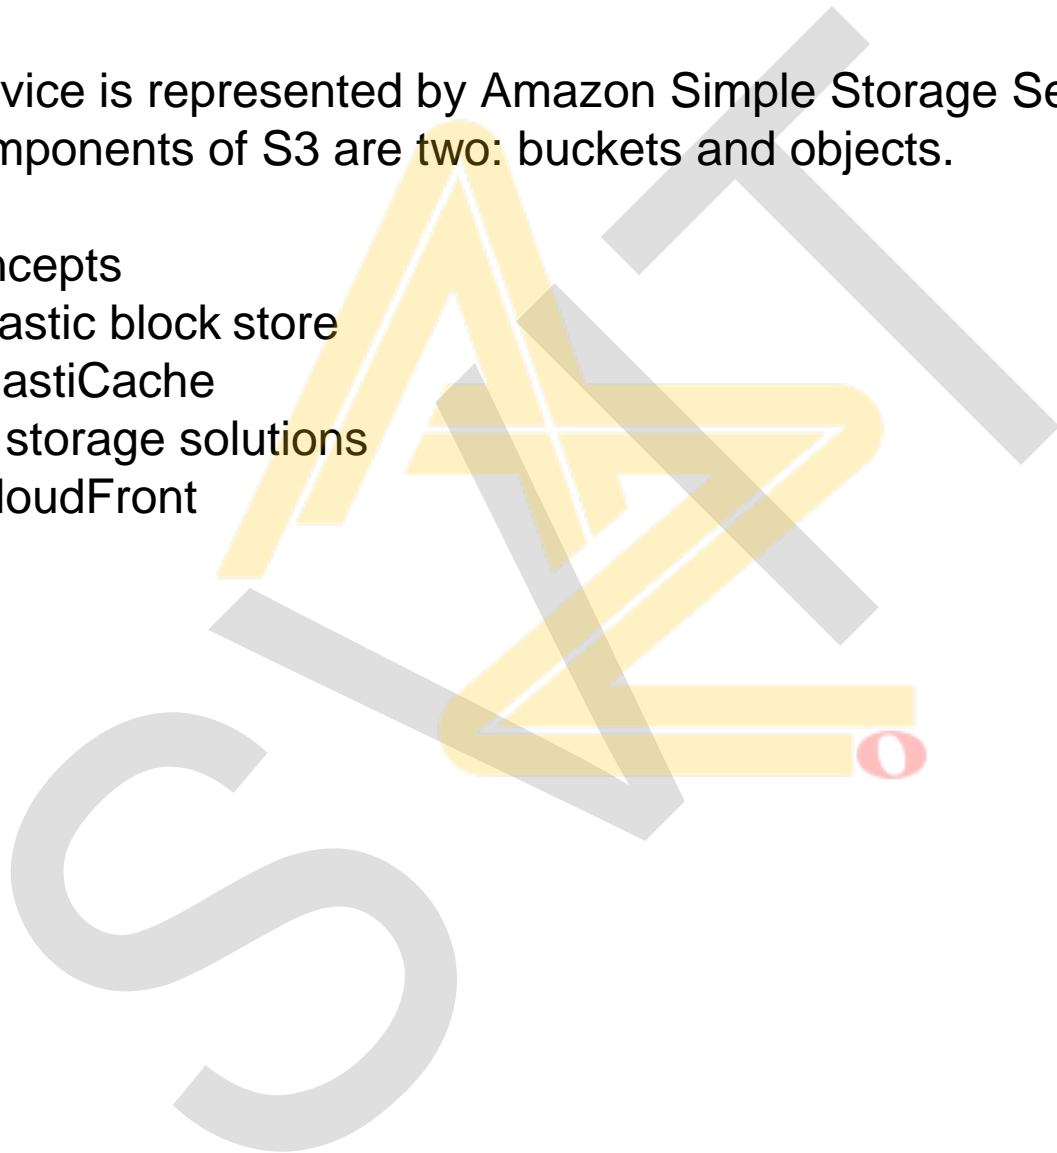 vice is represented by Amazon Simple Storage Se
mponents of S3 are two: buckets and objects.
ncepts
astic block store
astiCache
storage solutions
loudFront
SVIT